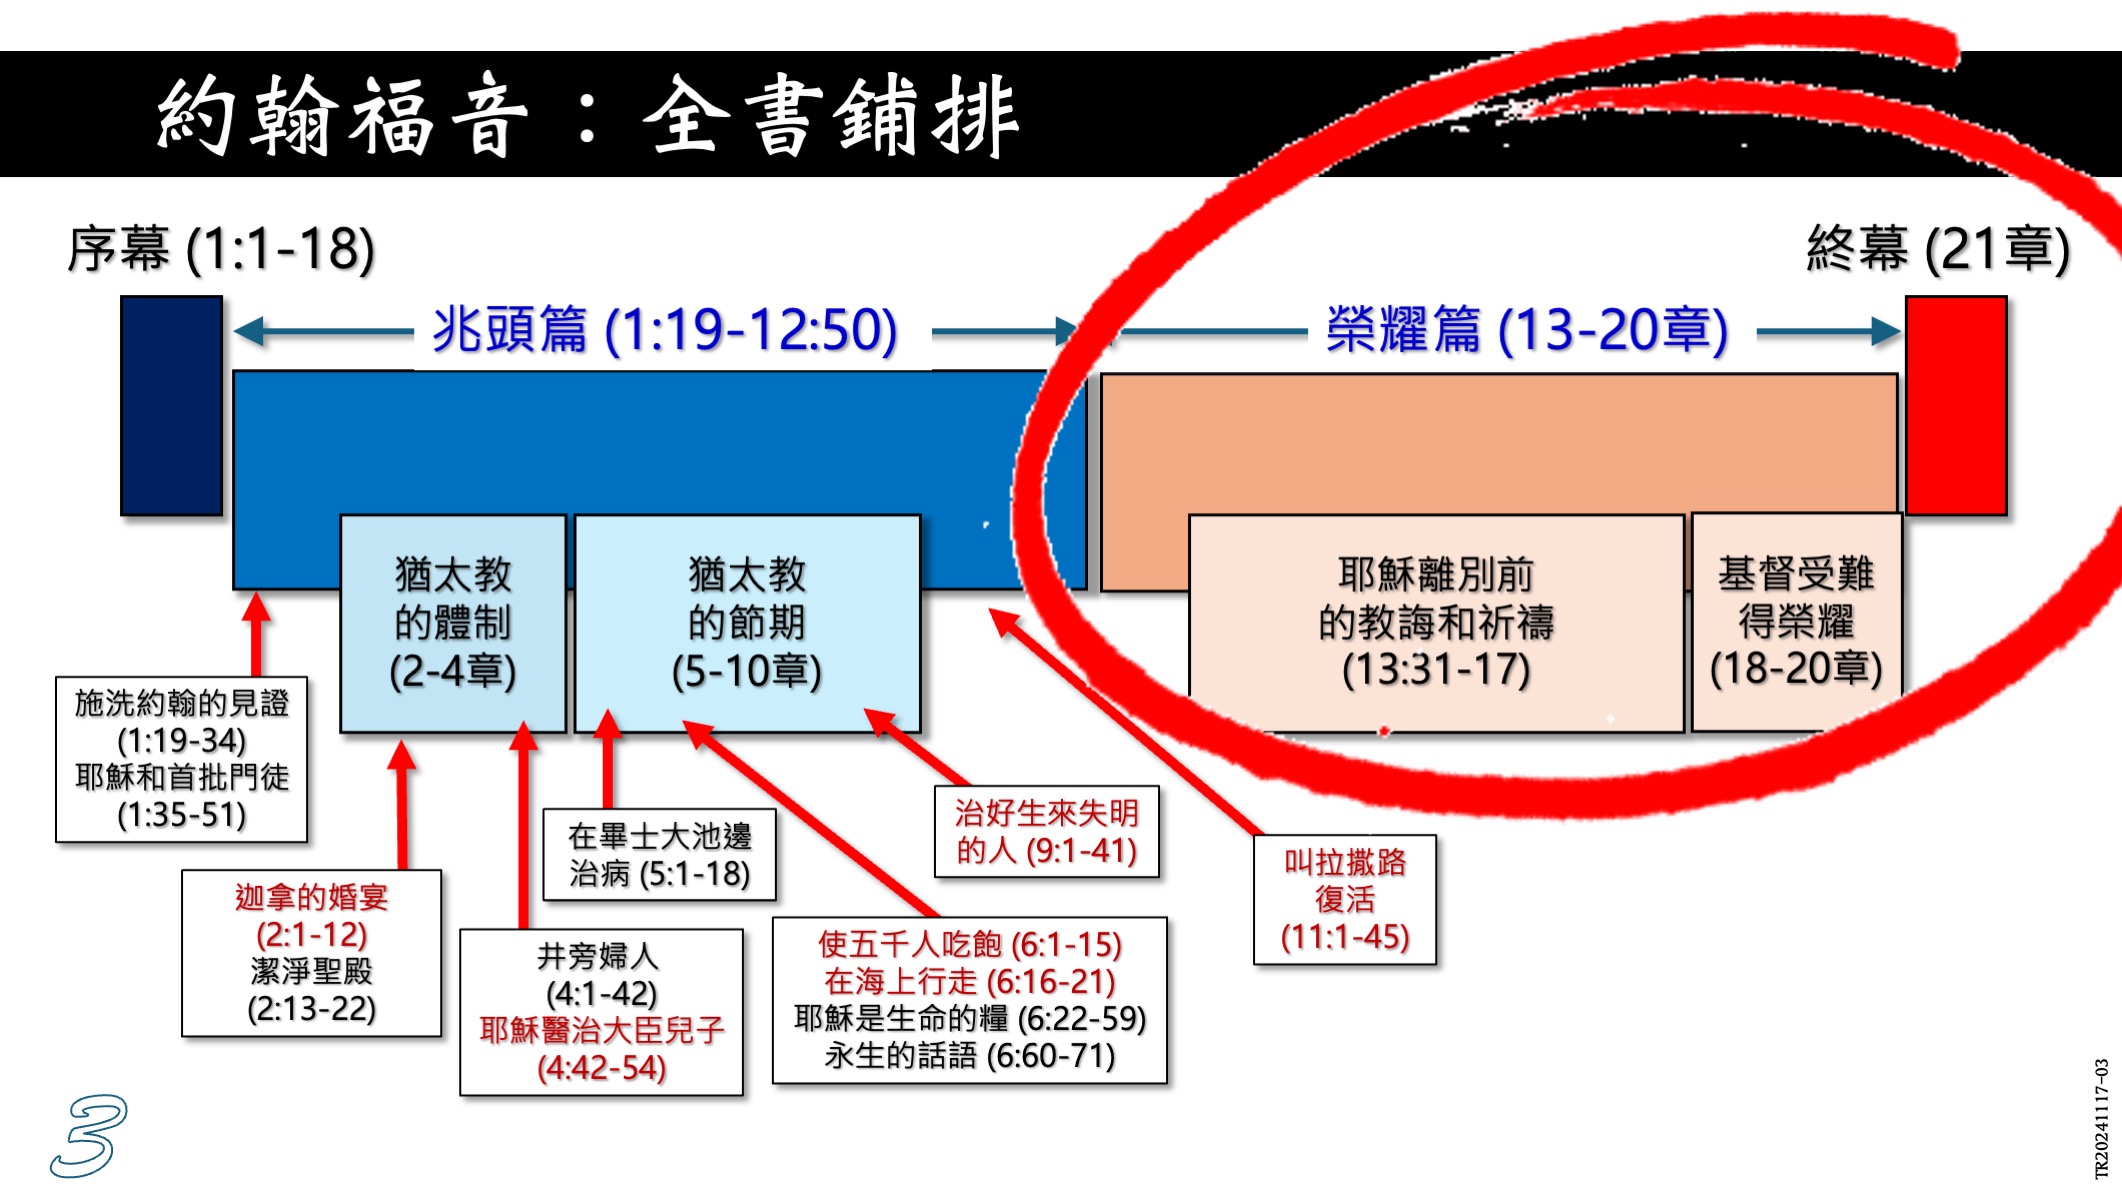 約翰福音：全書鋪排
序幕 (1:1-18)
終幕 (21章)
兆頭篇 (1:19-12:50)
榮耀篇 (13-20章)
猶太教
的體制
(2-4章)
猶太教
的節期
(5-10章)
耶穌離別前
的教誨和祈禱
(13:31-17)
基督受難
得榮耀
(18-20章)
施洗約翰的見證
(1:19-34)
耶穌和首批門徒
(1:35-51)
迦拿的婚宴
(2:1-12)
潔淨聖殿
(2:13-22)
井旁婦人
(4:1-42)
耶穌醫治大臣兒子
(4:42-54)
在畢士大池邊
治病 (5:1-18)
使五千人吃飽 (6:1-15)
在海上行走 (6:16-21)
耶穌是生命的糧 (6:22-59)
永生的話語 (6:60-71)
治好生來失明
的人 (9:1-41)
叫拉撒路
復活
(11:1-45)
3
TR20241117-03